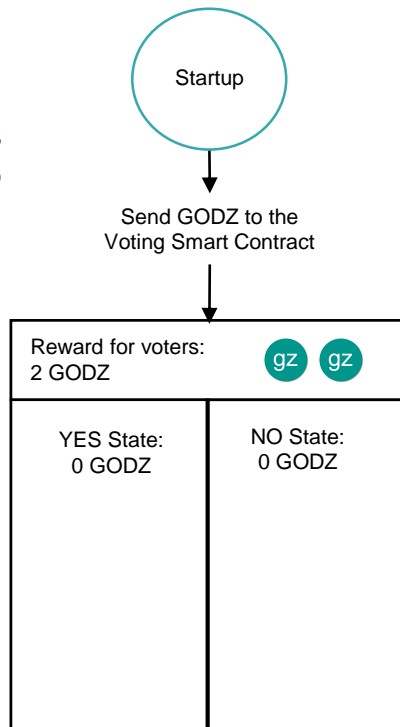 Startup
Send GODZ to the
Voting Smart Contract
Reward for voters:
2 GODZ
gz gz
YES State:
0 GODZ
NO State:
0 GODZ